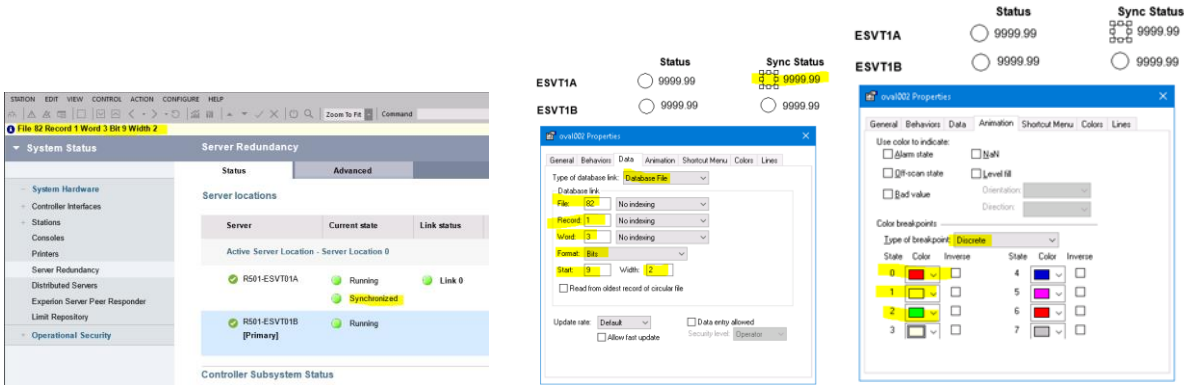 STATION EDIT VIEW CONTROL ACTION CONFIGURE HELP
Zoom To Fit Command
File 82 Record 1 Word 3 Bit 9 Width 2
System Status
System Hardware
Controller Interfaces
Stations
Consoles
Printers
Server Redundancy
Distributed Servers
Experion Server Peer Responder
Limit Repository
Operational Security
Server Redundancy
Status Advanced
Server locations
Server Current state Link status
Active Server Location - Server Location 0
R501-ESVT01A Running Link 0
Synchronized
R501-ESVT01B Running
[Primary]
Controller Subsystem Status
Status Sync Status
ESVT1A 9999.99 9999.99
ESVT1B 9999.99 9999.99
oval002 Properties
General Behaviors Data Animation Shortcut Menu Colors Lines
Type of database link: Database File
Database link
File: 82 No indexing
Record: 1 No indexing
Word: 3 No indexing
Format: Bits
Start: 9 Width: 2
Read from oldest record of circular file
Update rate: Default Data entry allowed
Allow fast update Security level: Operator
Status Sync Status
ESVT1A 9999.99 9999.99
ESVT1B 9999.99 9999.99
oval002 Properties
General Behaviors Data Animation Shortcut Menu Colors Lines
Use color to indicate:
Alarm state NaN
Off-scan state Level fill
Bad value Orientation:
Direction:
Color breakpoints
Type of breakpoint: Discrete
State Color Inverse State Color Inverse
0 4
1 5
2 6
3 7